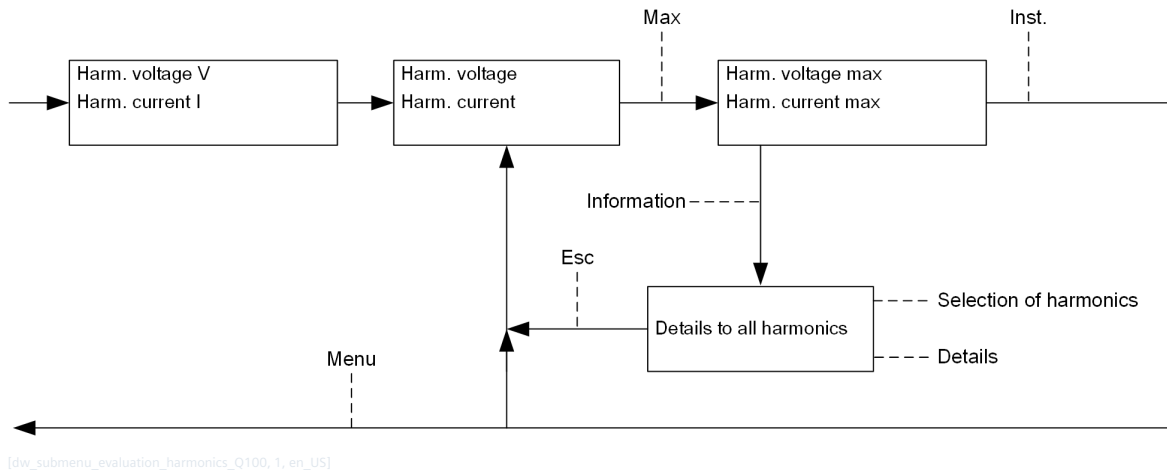 Max
Inst.
Harm. voltage V
Harm. current I
Harm. voltage
Harm. current
Harm. voltage max
Harm. current max
Information
Esc
Details to all harmonics
Selection of harmonics
Details
Menu
[dw_submenu_evaluation_harmonics_Q100, 1, en_US]